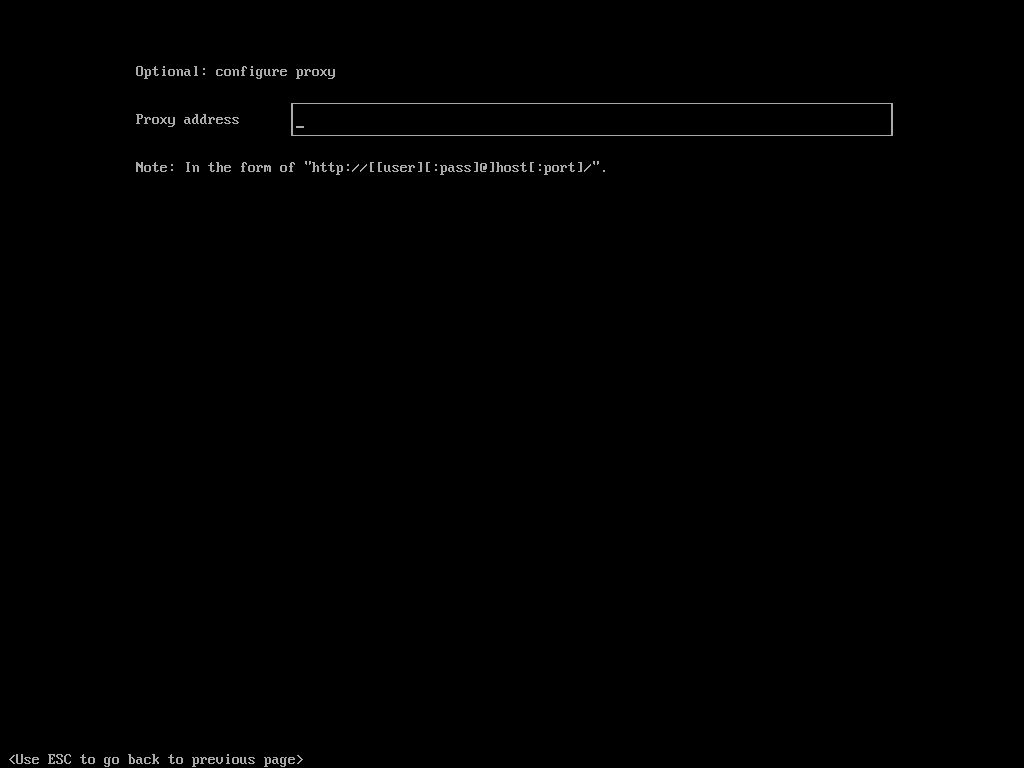 Optional: configure proxy
Proxy address
Note: In the form of "http://[[user][:pass]@]host[:port]/".
<Use ESC to go back to previous page>